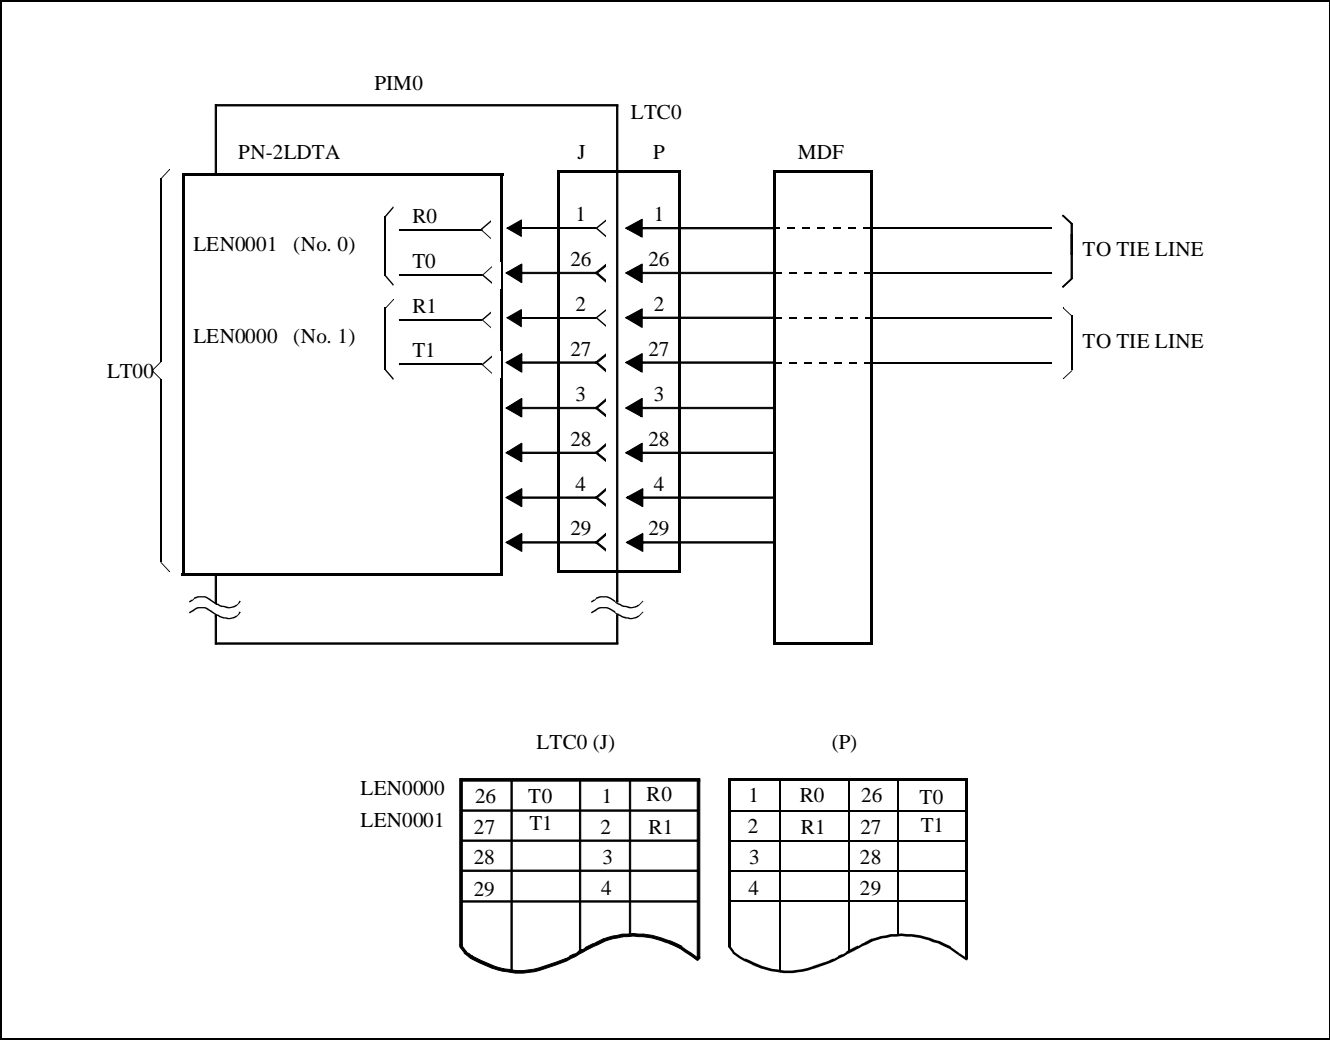 PIM0
LTC0
PN-2LDTA J P MDF
R0 1 1
LEN0001 (No. 0) TO TIE LINE
T0 26 26
R1 2 2
LEN0000 (No. 1) TO TIE LINE
T1 27 27
LT00
3 3
28 28
4 4
29 29
LTC0 (J) (P)
LEN0000 26 T0 1 R0 1 R0 26 T0
LEN0001 27 T1 2 R1 2 R1 27 T1
28 3 3 28
29 4 4 29